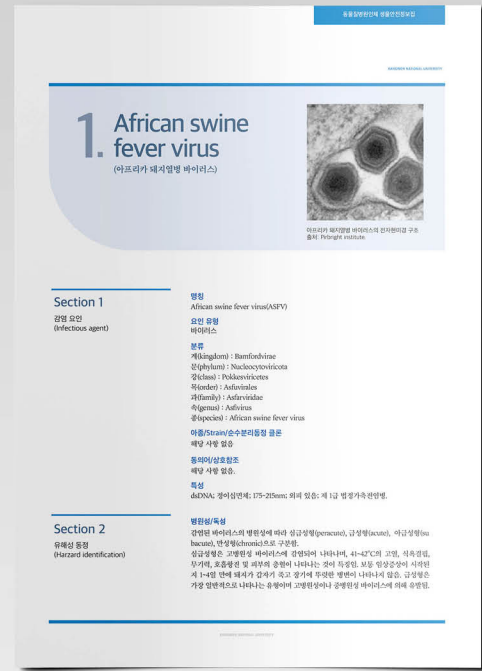 동물질병원인체 생물안전정보집
1.
African swine
fever virus
(아프리카 돼지열병 바이러스)
아프리카 돼지열병 바이러스의 전자현미경 구조
출처: Pirbright institute
Section 1
감염 요인
(Infectious agent)
명칭
African swine fever virus(ASFV)
요인 유형
바이러스
분류
계(kingdom) : Bamfordvirae
문(phylum) : Nucleocytoviricota
강(class) : Pokkesviricetes
목(order) : Asfuvirales
과(family) : Asfarviridae
속(genus) : Asfivirus
종(species) : African swine fever virus
아종/Strain/순수분리동정 클론
해당 사항 없음
동의어/상호참조
해당 사항 없음.
특성
dsDNA; 정이십면체; 175-215nm; 외피 있음; 제 1급 법정가축전염병.
Section 2
유해성 동정
(Harzard identification)
병원성/독성
감염된 바이러스의 병원성에 따라 심급성형(peracute), 급성형(acute), 아급성형(su
bacute), 만성형(chronic)으로 구분함.
심급성형은 고병원성 바이러스에 감염되어 나타나며, 41-42°C의 고열, 식욕결핍,
무기력, 호흡항진 및 피부의 충혈이 나타나는 것이 특징임. 보통 임상증상이 시작된
지 1-4일 만에 돼지가 갑자기 죽고 장기에 뚜렷한 병변이 나타나지 않음. 급성형은
가장 일반적으로 나타나는 유형이며 고병원성이나 중병원성 바이러스에 의해 유발됨.